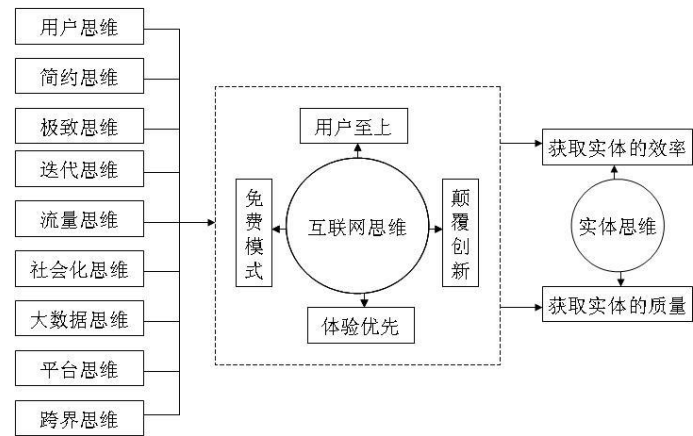 用户思维
简约思维
极致思维
迭代思维
流量思维
社会化思维
大数据思维
平台思维
跨界思维
用户至上
免费模式
互联网思维
颠覆创新
体验优先
获取实体的效率
实体思维
获取实体的质量